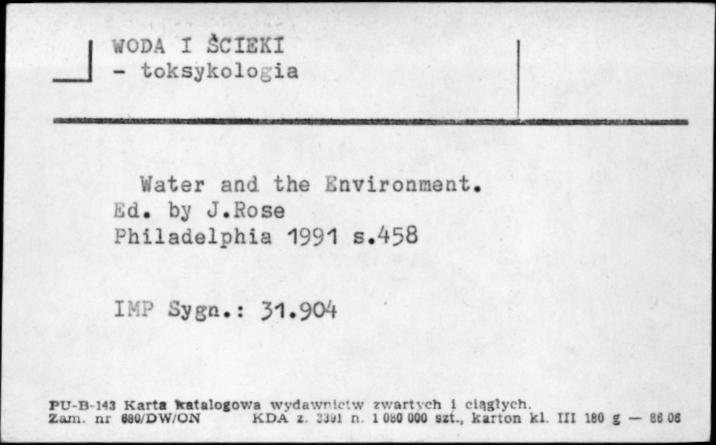 WODA I ŚCIEKI
- toksykologia
Water and the Environment.
Ed. by J.Rose
Philadelphia 1991 s.458
IMP Sygn.: 31.904
PU-B-143 Karta katalogowa wydawnictw zwartych i ciągłych.
Zam. nr 680/DW/ON KDA z. 3391 n. 1 080 000 szt., karton kl. III 180 g — 86 06